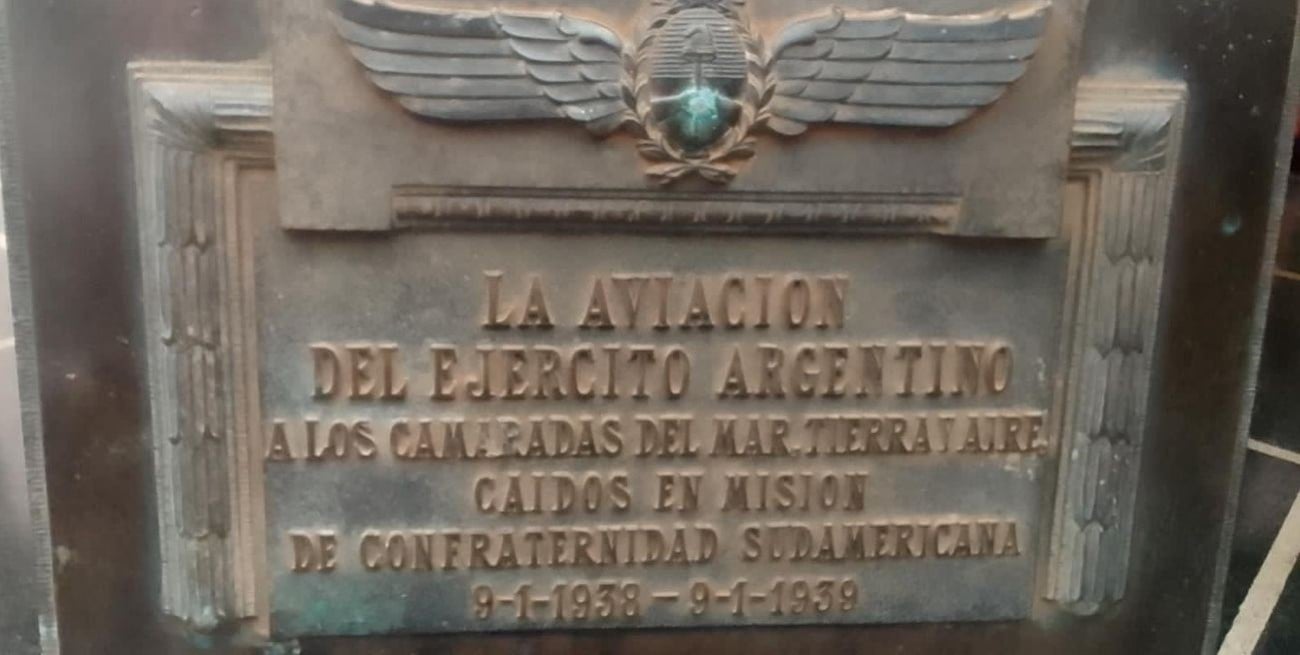 LA AVIACION
DEL EJERCITO ARGENTINO
A LOS CAMARADAS DEL MAR, TIERRA Y AIRE,
CAIDOS EN MISION
DE CONFRATERNIDAD SUDAMERICANA
9-1-1938 - 9-1-1939